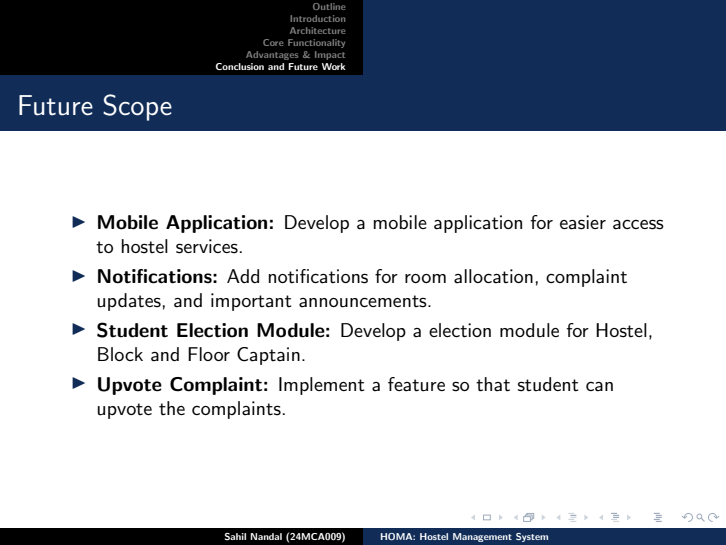 Outline
Introduction
Architecture
Core Functionality
Advantages & Impact
Conclusion and Future Work
Future Scope
Mobile Application: Develop a mobile application for easier access
to hostel services.
Notifications: Add notifications for room allocation, complaint
updates, and important announcements.
Student Election Module: Develop a election module for Hostel,
Block and Floor Captain.
Upvote Complaint: Implement a feature so that student can
upvote the complaints.
Sahil Nandal (24MCA009) HOMA: Hostel Management System